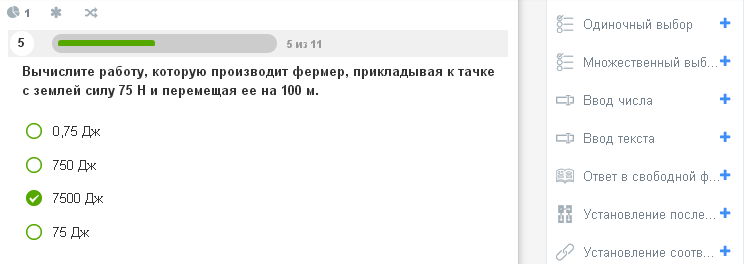 1
5
5 из 11
Вычислите работу, которую производит фермер, прикладывая к тачке
с землей силу 75 Н и перемещая ее на 100 м.
0,75 Дж
750 Дж
7500 Дж
75 Дж
Одиночный выбор
Множественный выб...
Ввод числа
Ввод текста
Ответ в свободной ф...
Установление после...
Установление соотв...